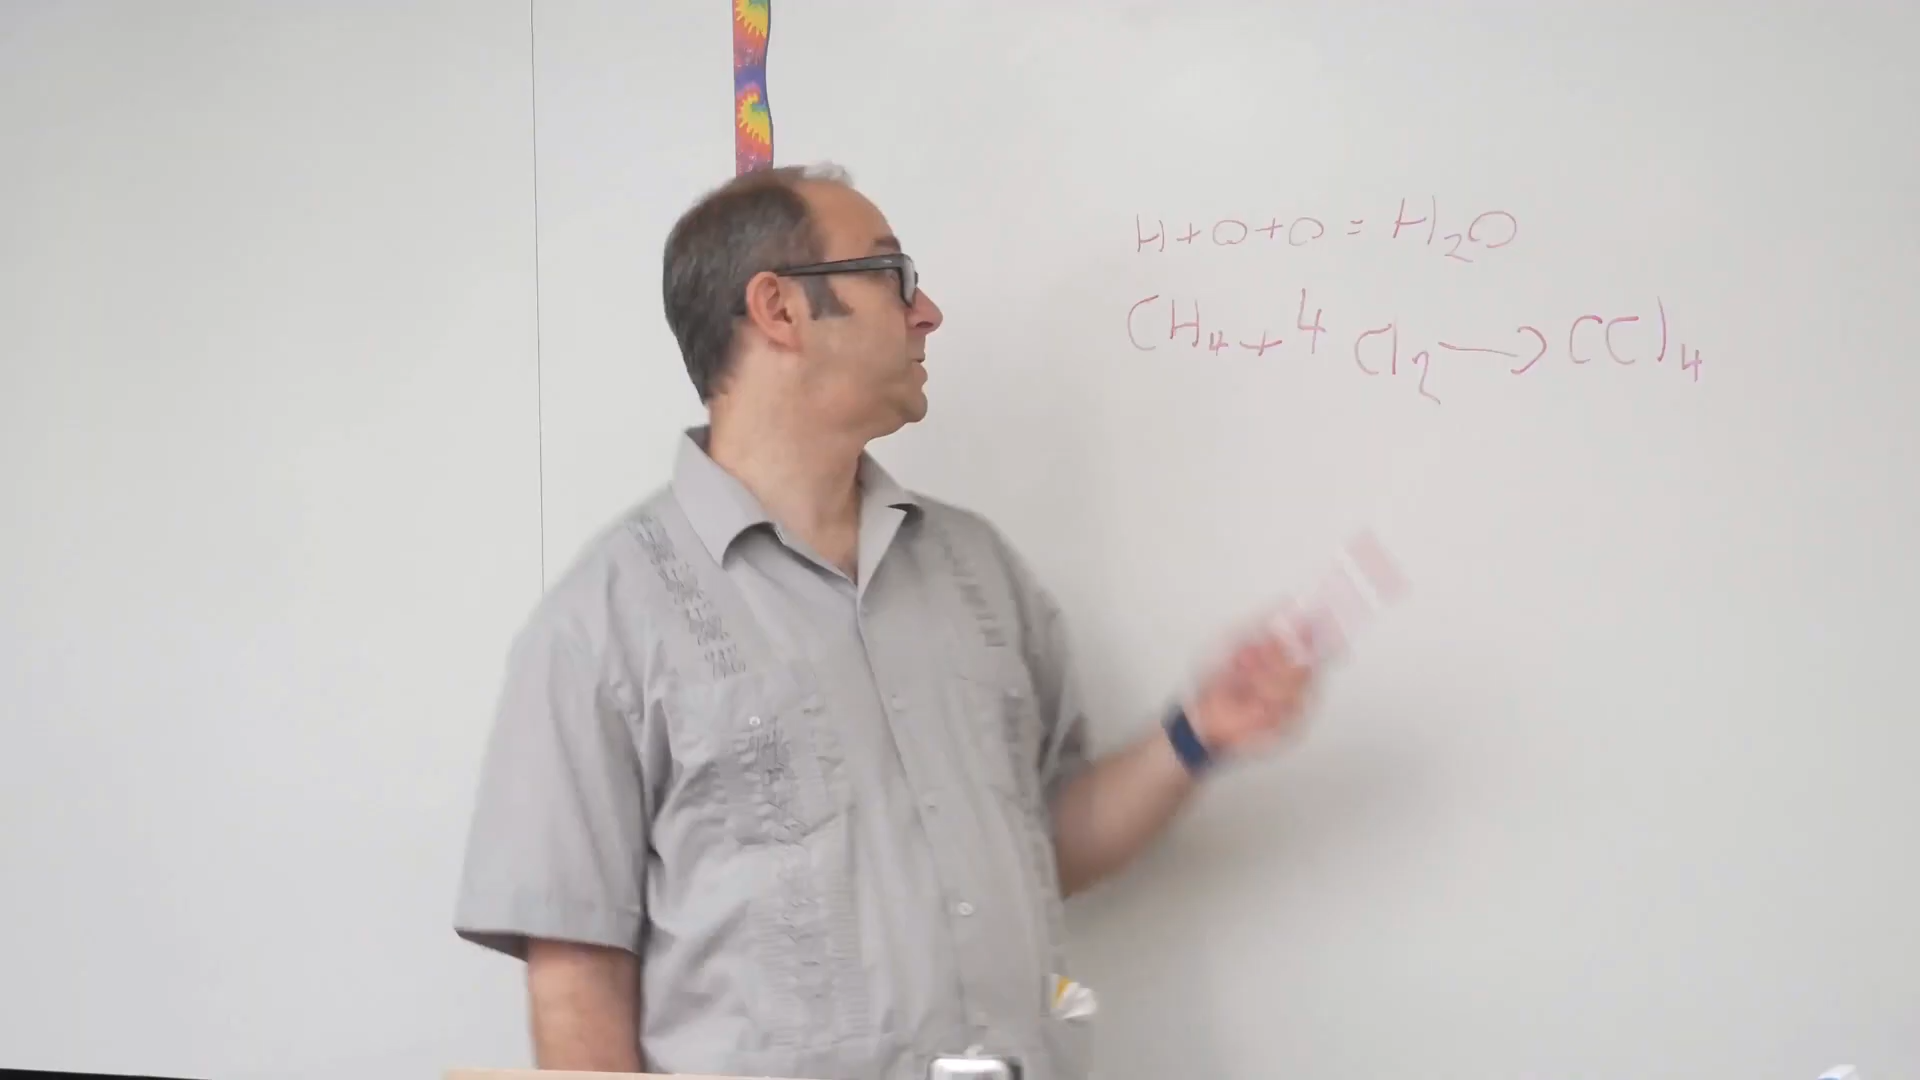 H+O+O = H2O
CH4 + 4 Cl2 → CCl4